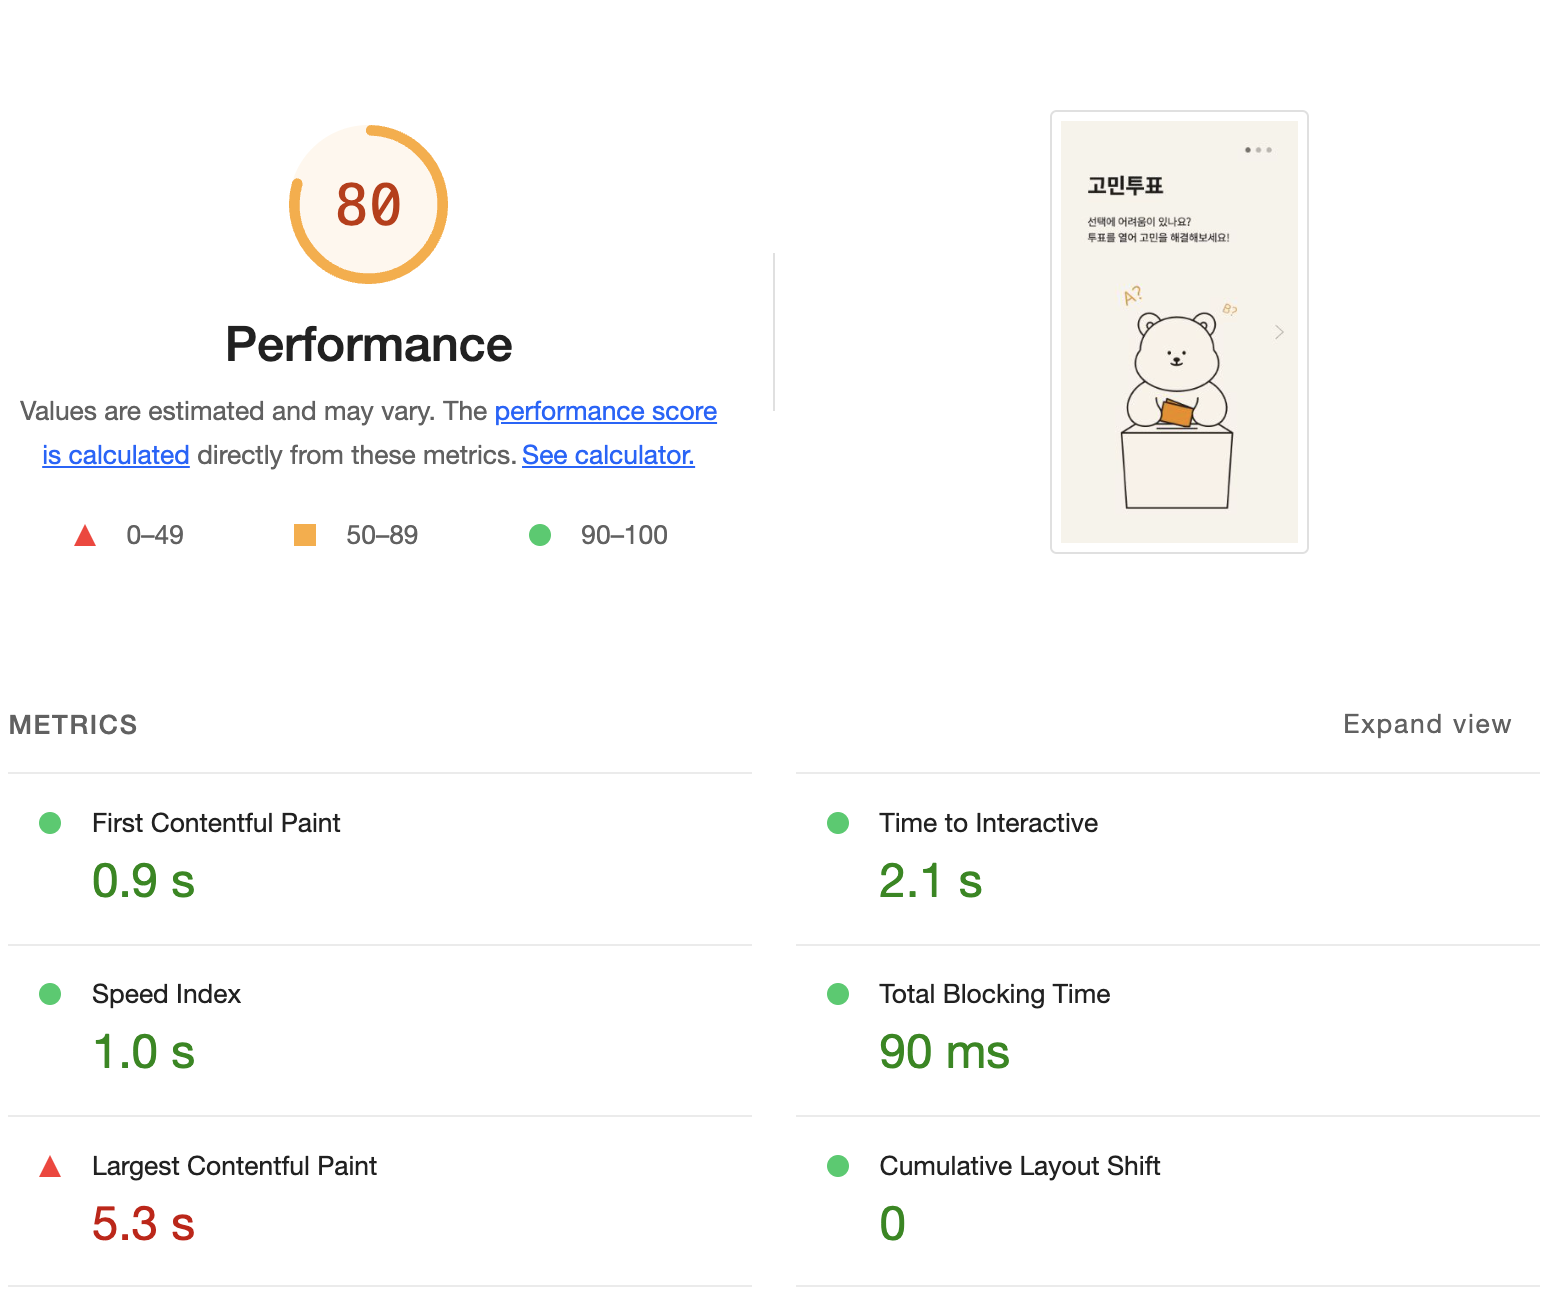 80
Performance
Values are estimated and may vary. The performance score
is calculated directly from these metrics. See calculator.
0–49
50–89
90–100
고민투표
선택에 어려움이 있나요?
투표를 열어 고민을 해결해보세요!
A?
B?
METRICS
Expand view
First Contentful Paint
0.9 s
Time to Interactive
2.1 s
Speed Index
1.0 s
Total Blocking Time
90 ms
Largest Contentful Paint
5.3 s
Cumulative Layout Shift
0